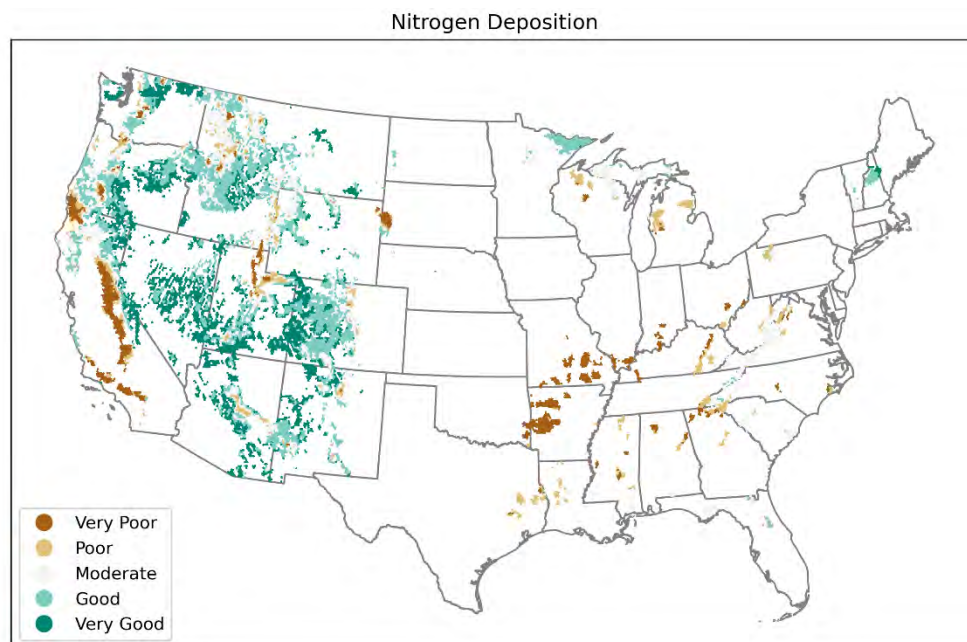 Nitrogen Deposition
Very Poor
Poor
Moderate
Good
Very Good